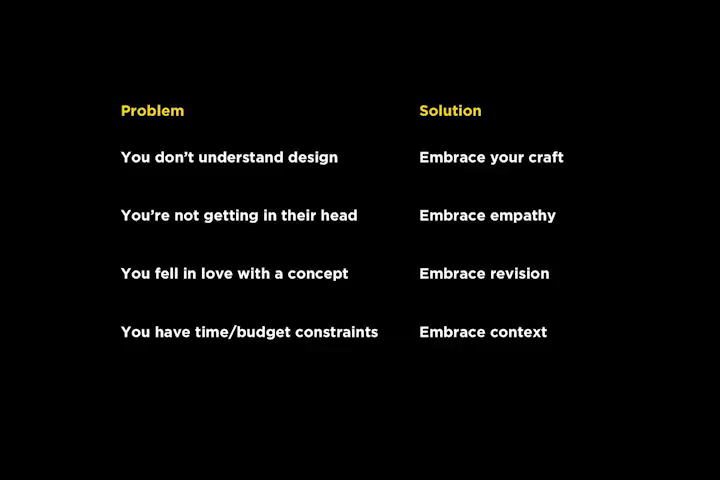 Problem Solution
You don’t understand design Embrace your craft
You’re not getting in their head Embrace empathy
You fell in love with a concept Embrace revision
You have time/budget constraints Embrace context